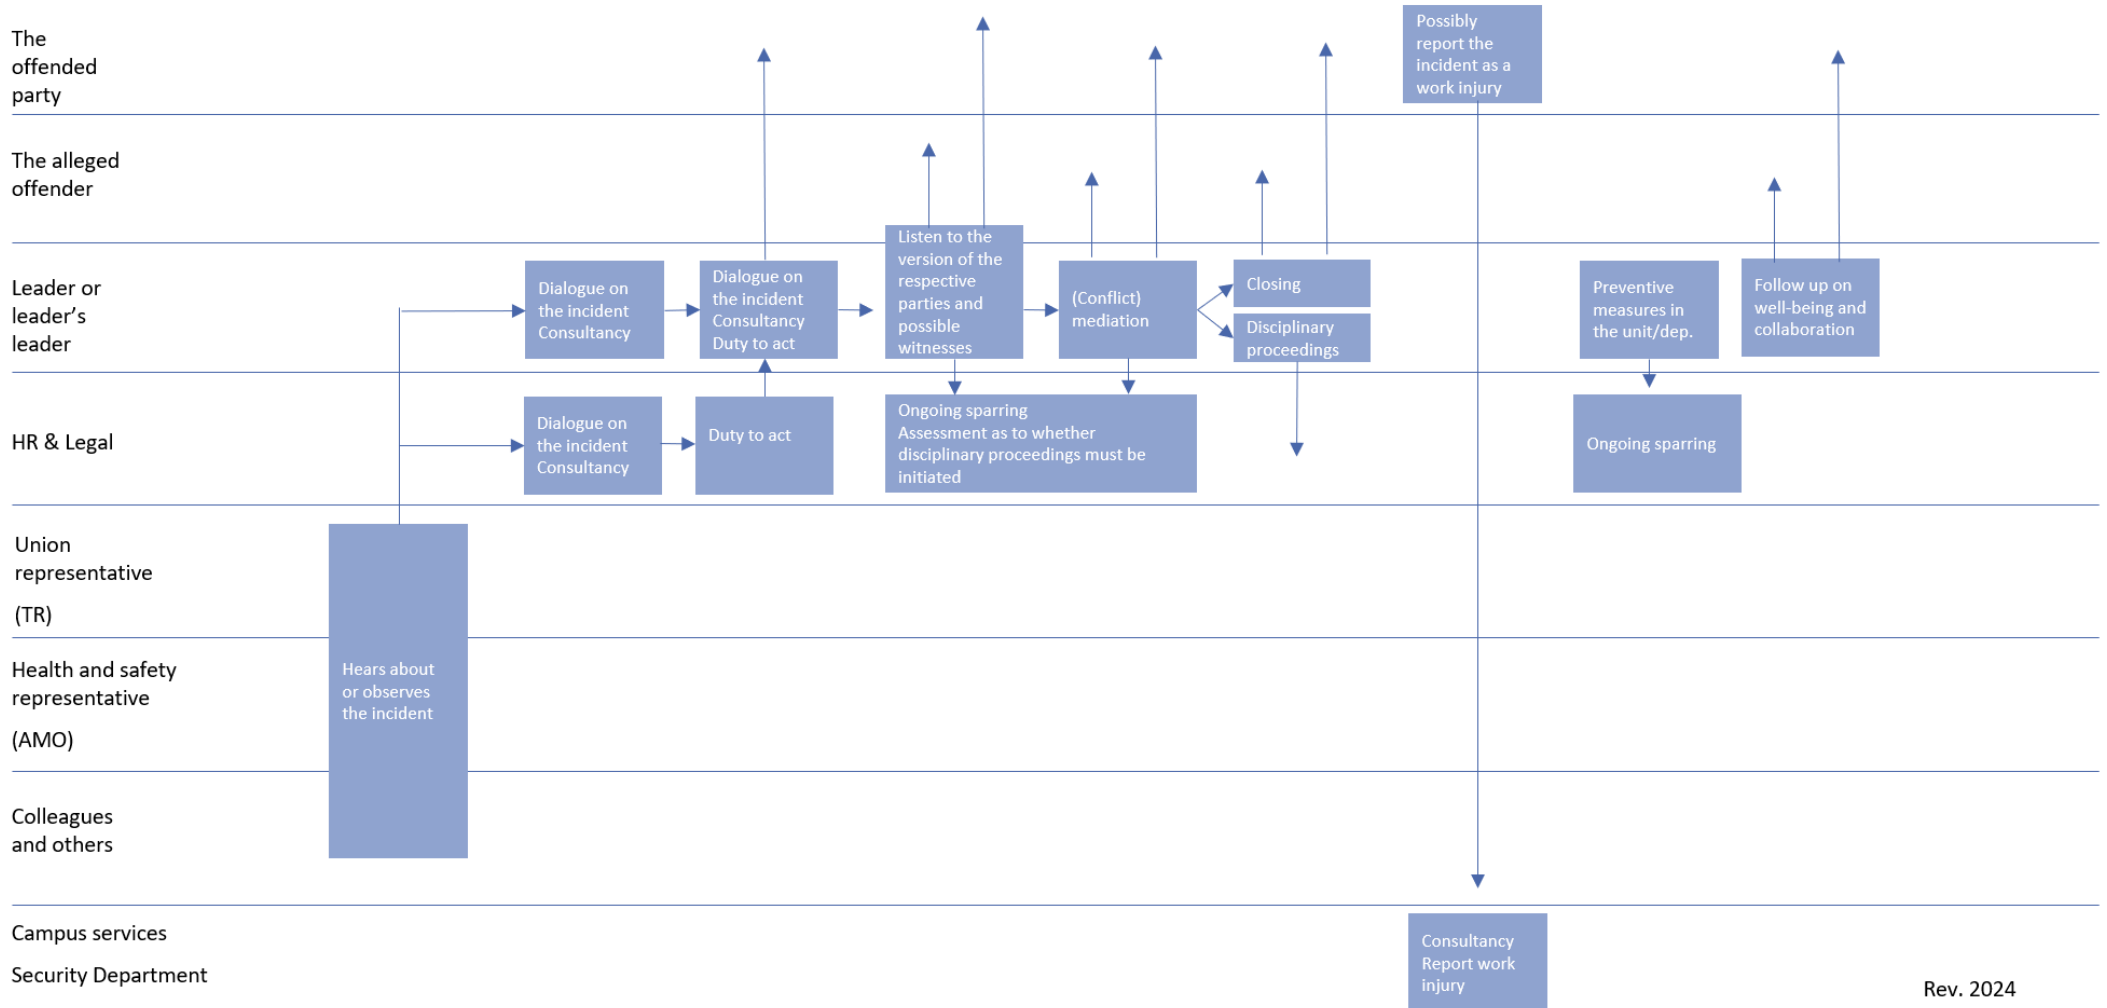 The
offended
party
Possibly
report the
incident as a
work injury
The alleged
offender
Leader or
leader's
leader
Dialogue on
the incident
Consultancy
Dialogue on
the incident
Consultancy
Duty to act
Listen to the
version of the
respective
parties and
possible
witnesses
(Conflict)
mediation
Closing
Disciplinary
proceedings
Preventive
measures in
the unit/dep.
Follow up on
well-being and
collaboration
HR & Legal
Dialogue on
the incident
Consultancy
Duty to act
Ongoing sparring
Assessment as to whether
disciplinary proceedings must be
initiated
Ongoing sparring
Union
representative
(TR)
Health and safety
representative
(AMO)
Hears about
or observes
the incident
Colleagues
and others
Campus services
Security Department
Consultancy
Report work
injury
Rev. 2024